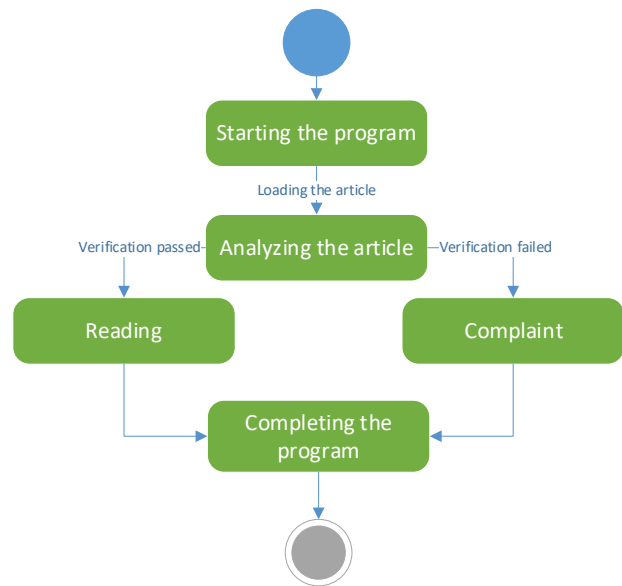 Starting the program
Loading the article
Verification passed
Analyzing the article
Verification failed
Reading
Complaint
Completing the
program